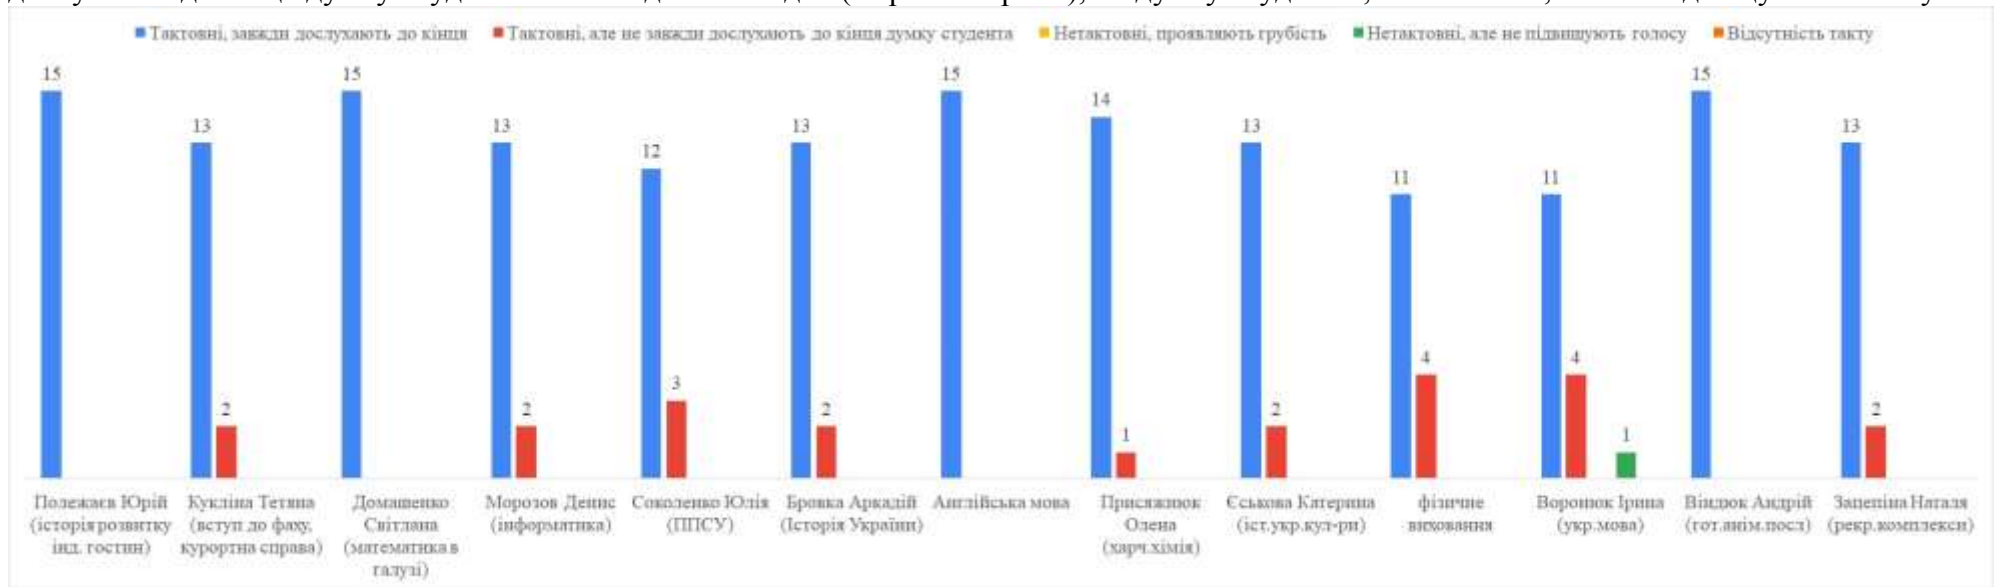 Тактовні, завжди дослухають до кінця Тактовні, але не завжди дослухають до кінця думку студента Нетактовні, проявляють грубість Нетактовні, але не підвищують голосу Відсутність такту
15 15 15 15
14
13 13 13 13 13
12
11 11
4 4
3
2 2 2 2 2
1 1
Полежаєв Юрій (історія розвитку інд. гостин)
Кукліна Тетяна (вступ до фаху, курортна справа)
Домашенко Світлана (математика в галузі)
Морозов Денис (інформатика)
Соколенко Юлія (ППСУ)
Бровка Аркадій (Історія України)
Англійська мова
Присяжнюк Олена (харч.хімія)
Єськова Катерина (іст.укр.кул-ри)
фізичне виховання
Воронюк Ірина (укр.мова)
Віндюк Андрій (гот.анім.посл)
Зацепіна Наталя (рекр.комплекси)